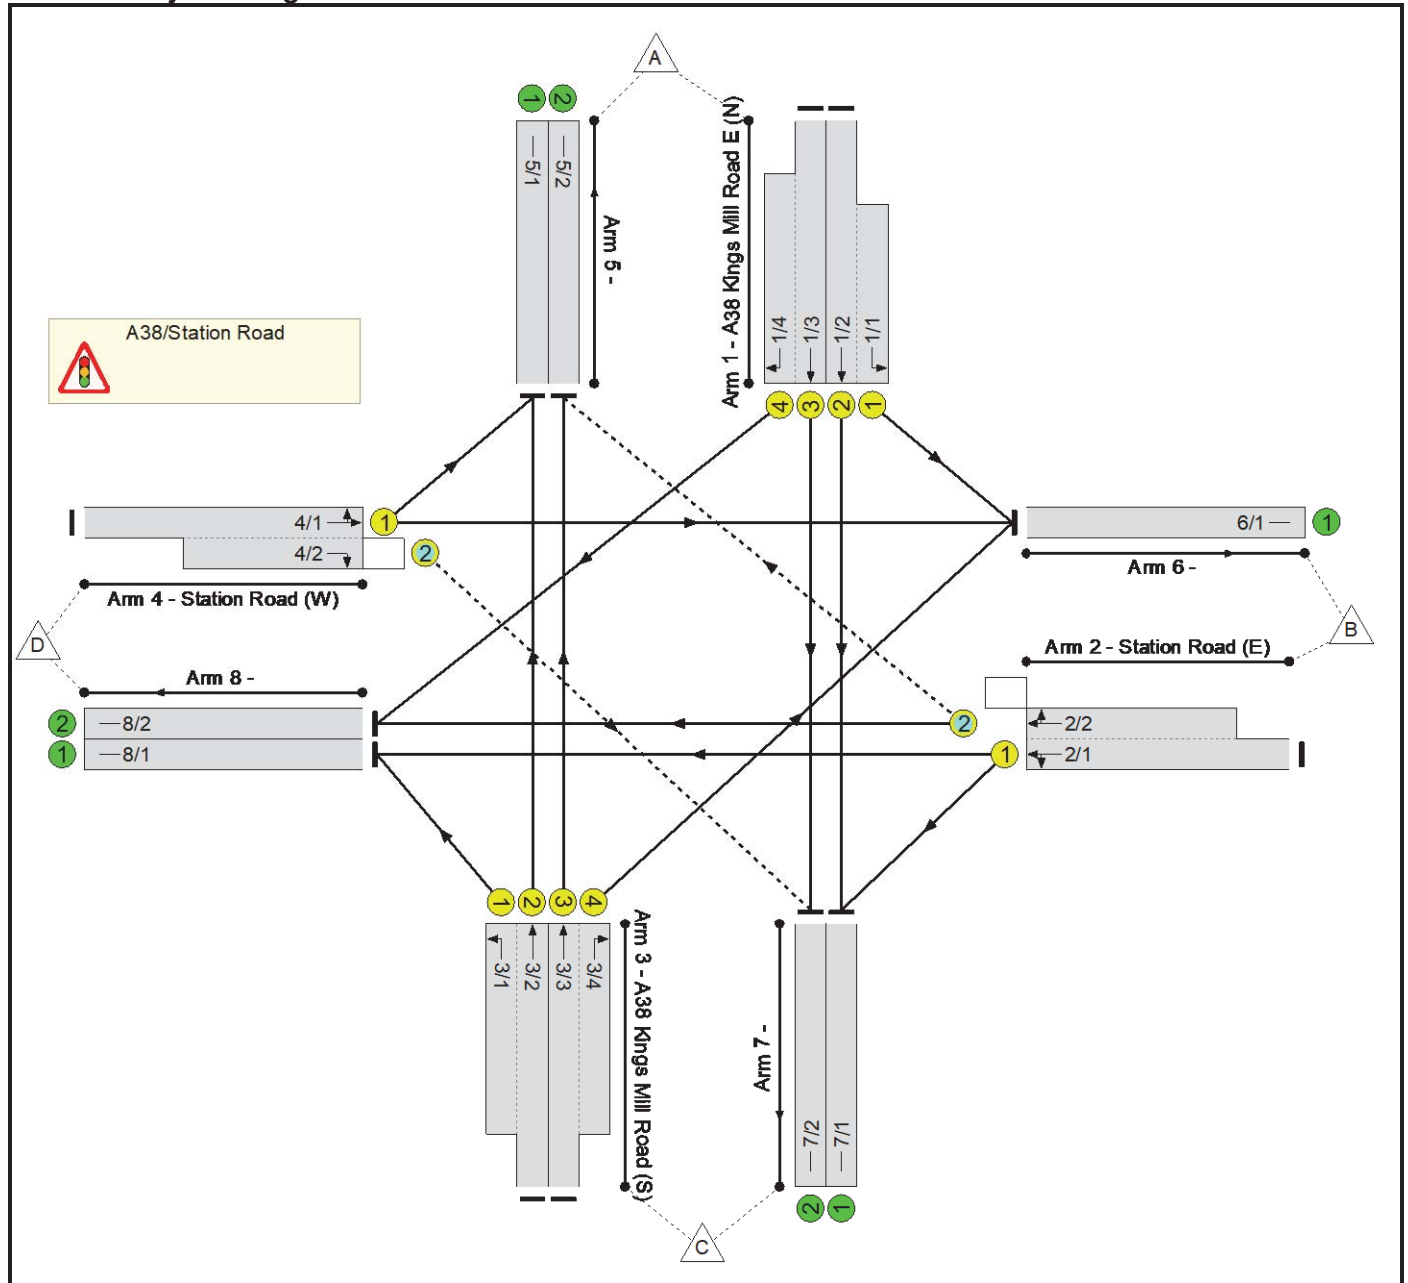 A
1
2
5/1
5/2
Arm 5 -
Arm 1 - A38 Kings Mill Road E (N)
1/4
1/3
1/2
1/1
4
3
2
1
A38/Station Road
4/1
4/2
1
2
Arm 4 - Station Road (W)
6/1
1
Arm 6 -
D
B
Arm 8 -
Arm 2 - Station Road (E)
2
8/2
1
8/1
2
2/2
1
2/1
1
2
3
4
3/1
3/2
3/3
3/4
Arm 3 - A38 Kings Mill Road (S)
Arm 7 -
7/2
7/1
2
1
C